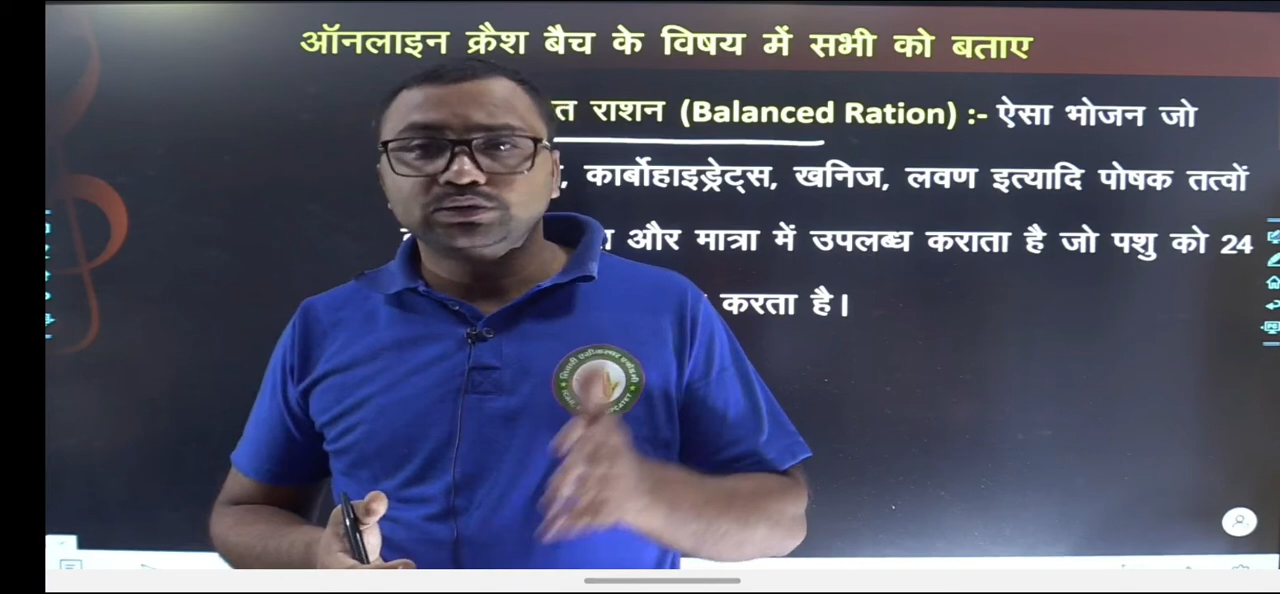 ऑनलाइन क्रैश बैच के विषय में सभी को बताए
राशन (Balanced Ration) :- ऐसा भोजन जो
कार्बोहाइड्रेट्स, खनिज, लवण इत्यादि पोषक तत्वों
और मात्रा में उपलब्ध कराता है जो पशु को 24
करता है।